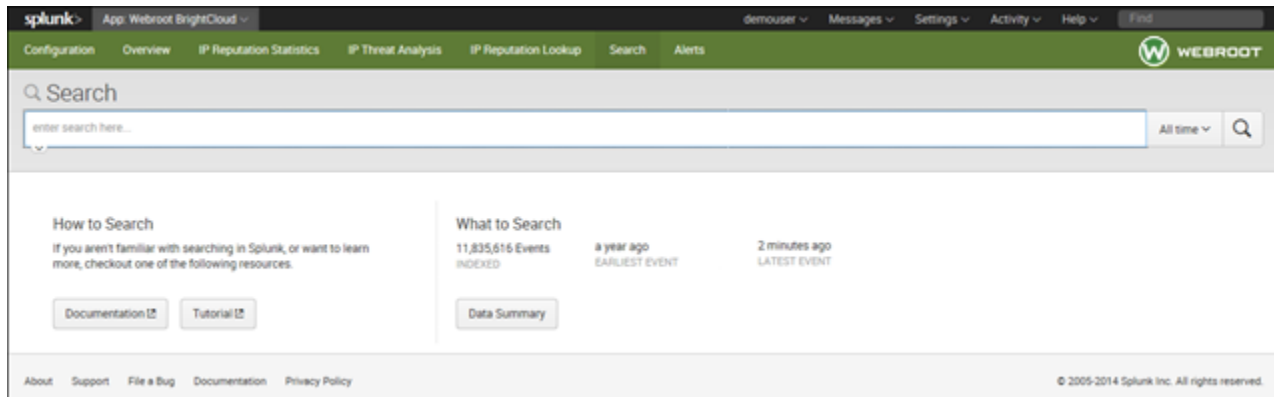 splunk> App: Webroot BrightCloud demouser Messages Settings Activity Help Find
Configuration Overview IP Reputation Statistics IP Threat Analysis IP Reputation Lookup Search Alerts W WEBROOT
Search
enter search here... All time
How to Search
If you aren't familiar with searching in Splunk, or want to learn
more, checkout one of the following resources.
Documentation Tutorial
What to Search
11,835,616 Events a year ago 2 minutes ago
INDEXED EARLIEST EVENT LATEST EVENT
Data Summary
About Support File a Bug Documentation Privacy Policy © 2005-2014 Splunk Inc. All rights reserved.